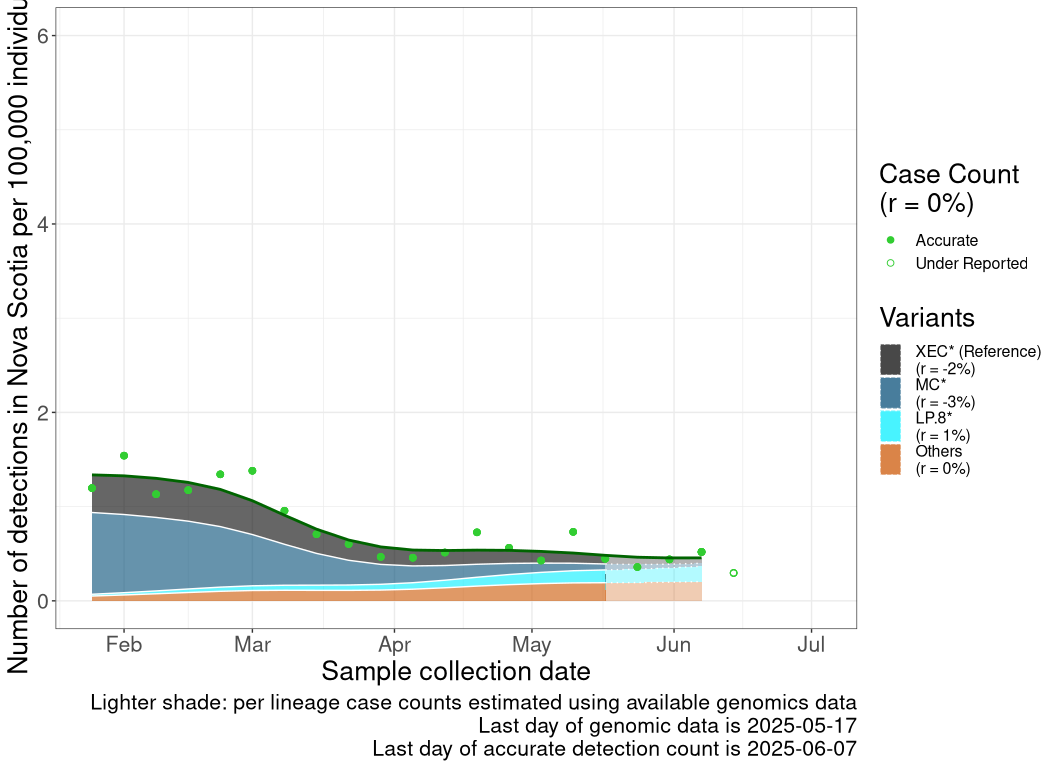 Number of detections in Nova Scotia per 100,000 individu
6
4
2
0
Feb
Mar
Apr
May
Jun
Jul
Sample collection date
Lighter shade: per lineage case counts estimated using available genomics data
Last day of genomic data is 2025-05-17
Last day of accurate detection count is 2025-06-07
Case Count
(r = 0%)
Accurate
Under Reported
Variants
XEC* (Reference)
(r = -2%)
MC*
(r = -3%)
LP.8*
(r = 1%)
Others
(r = 0%)